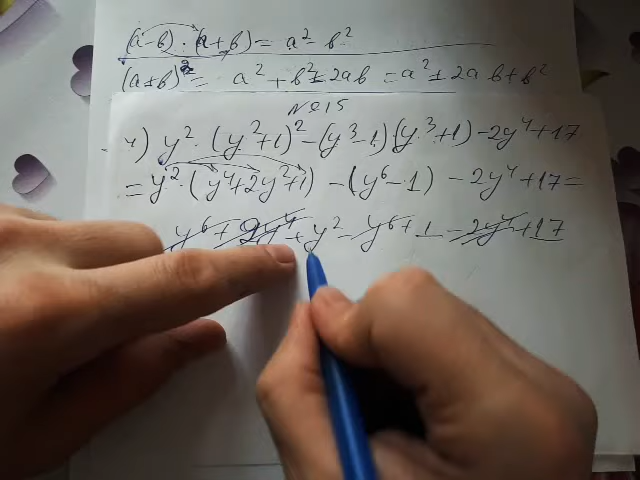 (a-b)·(a+b)=a²-b²
(a±b)²= a²+b²±2ab=a²±2ab+b²
№15
4) y²·(y²+1)²-(y³-1)(y³+1)-2y⁴+17
=y²·(y⁴+2y²+1)-(y⁶-1)-2y⁴+17=
y⁶+2y⁴+y²-y⁶+1-2y⁴+17